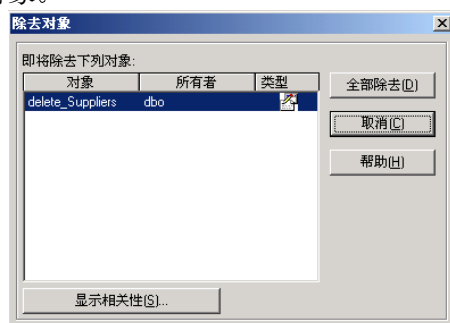 除去对象
即将除去下列对象:
对象 所有者 类型
delete_Suppliers dbo
全部除去(D)
取消(C)
帮助(H)
显示相关性(S)...